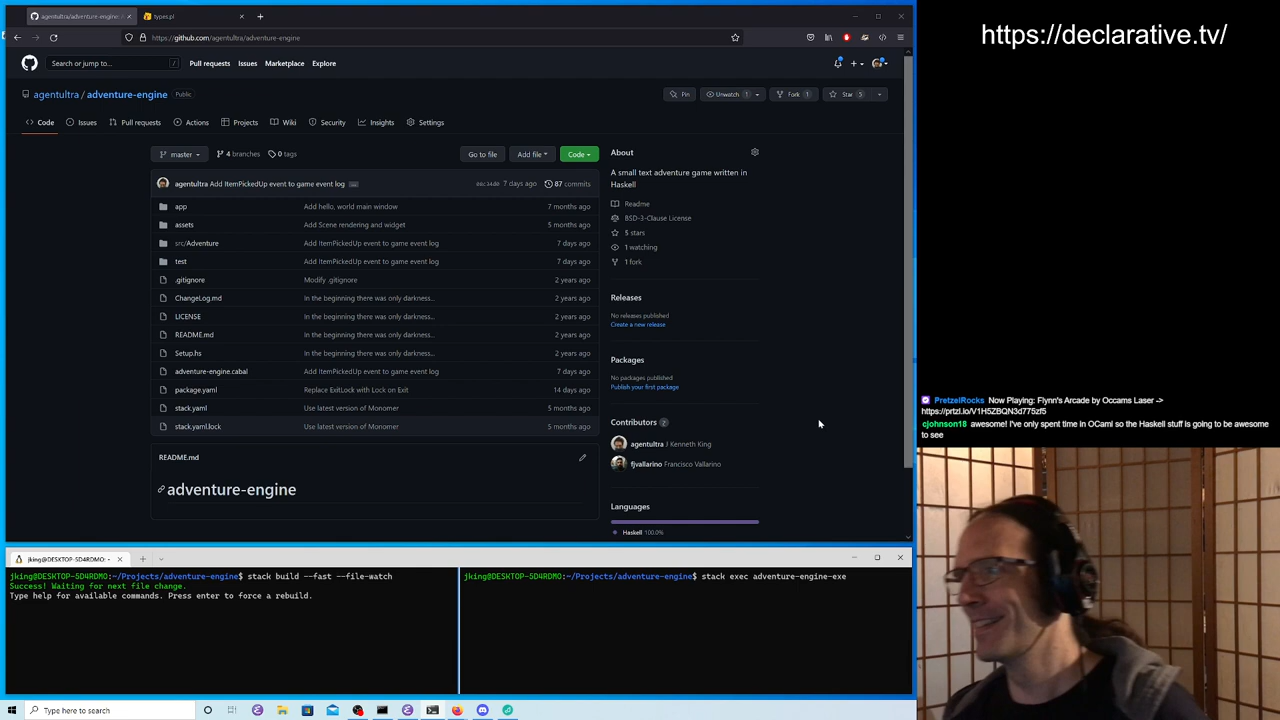 agentultra/adventure-engine:
types.pl
https://github.com/agentultra/adventure-engine
https://declarative.tv/
Search or jump to...
/
Pull requests
Issues
Marketplace
Explore
agentultra / adventure-engine
Public
Pin
Unwatch 1
Fork 1
Star 5
Code
Issues
Pull requests
Actions
Projects
Wiki
Security
Insights
Settings
master
4 branches
0 tags
Go to file
Add file
Code
agentultra Add ItemPickedUp event to game event log ...
7 days ago
87 commits
app Add hello, world main window 7 months ago
assets Add Scene rendering and widget 5 months ago
src/Adventure Add ItemPickedUp event to game event log 7 days ago
test Add ItemPickedUp event to game event log 7 days ago
.gitignore Modify .gitignore 2 years ago
ChangeLog.md In the beginning there was only darkness... 2 years ago
LICENSE In the beginning there was only darkness... 2 years ago
README.md In the beginning there was only darkness... 2 years ago
Setup.hs In the beginning there was only darkness... 2 years ago
adventure-engine.cabal Add ItemPickedUp event to game event log 7 days ago
package.yaml Replace ExitLock with Lock on Exit 14 days ago
stack.yaml Use latest version of Monomer 5 months ago
stack.yaml.lock Use latest version of Monomer 5 months ago
README.md
adventure-engine
About
A small text adventure game written in
Haskell
Readme
BSD-3-Clause License
5 stars
1 watching
1 fork
Releases
No releases published
Create a new release
Packages
No packages published
Publish your first package
Contributors 2
agentultra J Kenneth King
fjvallarino Francisco Vallarino
Languages
Haskell 100.0%
PretzelRocks Now Playing: Flynn's Arcade by Occams Laser ->
https://prtzl.io/V1H5ZBQN3d775zf5
cjohnson18 awesome! I've only spent time in OCaml so the Haskell stuff is going to be awesome
to see
jking@DESKTOP-5D4RDMO: ~
jking@DESKTOP-5D4RDMO:~/Projects/adventure-engine$ stack build --fast --file-watch
Success! Waiting for next file change.
Type help for available commands. Press enter to force a rebuild.
jking@DESKTOP-5D4RDMO:~/Projects/adventure-engine$ stack exec adventure-engine-exe
Type here to search